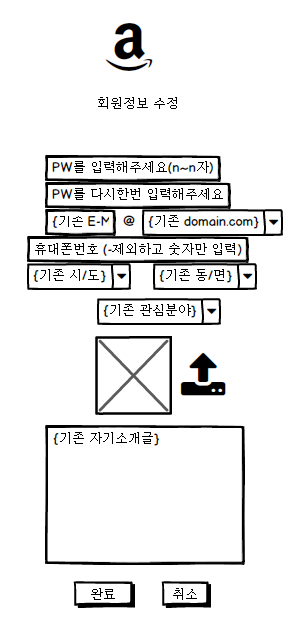 a
회원정보 수정
PW를 입력해주세요(n~n자)
PW를 다시한번 입력해주세요
{기존 E-M @ {기존 domain.com}
휴대폰번호 (-제외하고 숫자만 입력)
{기존 시/도} {기존 동/면}
{기존 관심분야}
{기존 자기소개글}
완료 취소